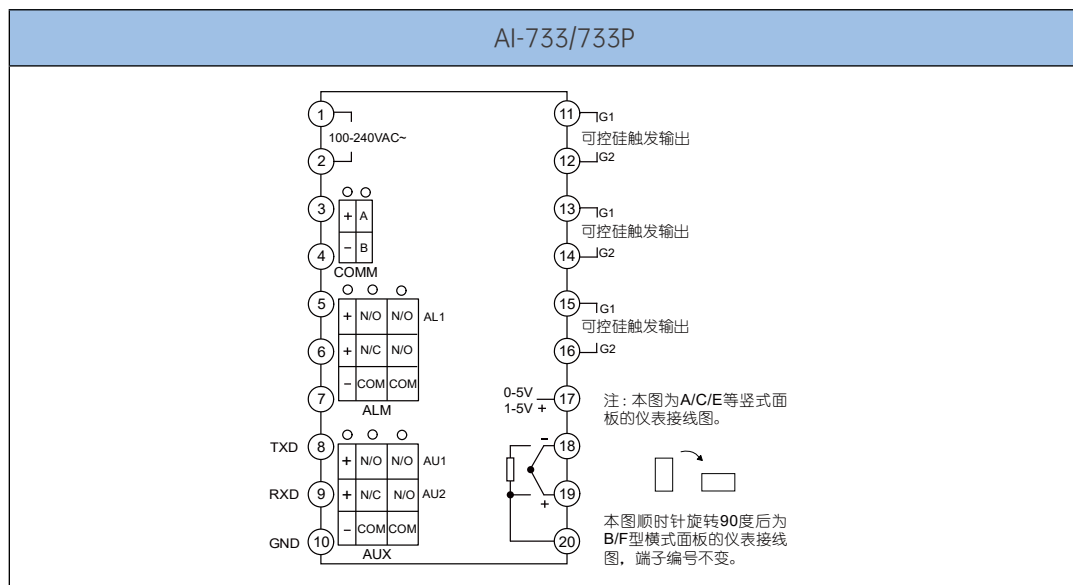 AI-733/733P
1
100-240VAC~
2
3
+ A
4
- B
COMM
5
+ N/O N/O AL1
6
+ N/C N/O
- COM COM
7
ALM
TXD 8
+ N/O N/O AU1
RXD 9
+ N/C N/O AU2
- COM COM
GND 10
AUX
11 G1
可控硅触发输出
12 G2
13 G1
可控硅触发输出
14 G2
15 G1
可控硅触发输出
16 G2
0-5V
1-5V +
17
- 18
+ 19
20
注：本图为A/C/E等竖式面
板的仪表接线图。
本图顺时针旋转90度后为
B/F型横式面板的仪表接线
图，端子编号不变。